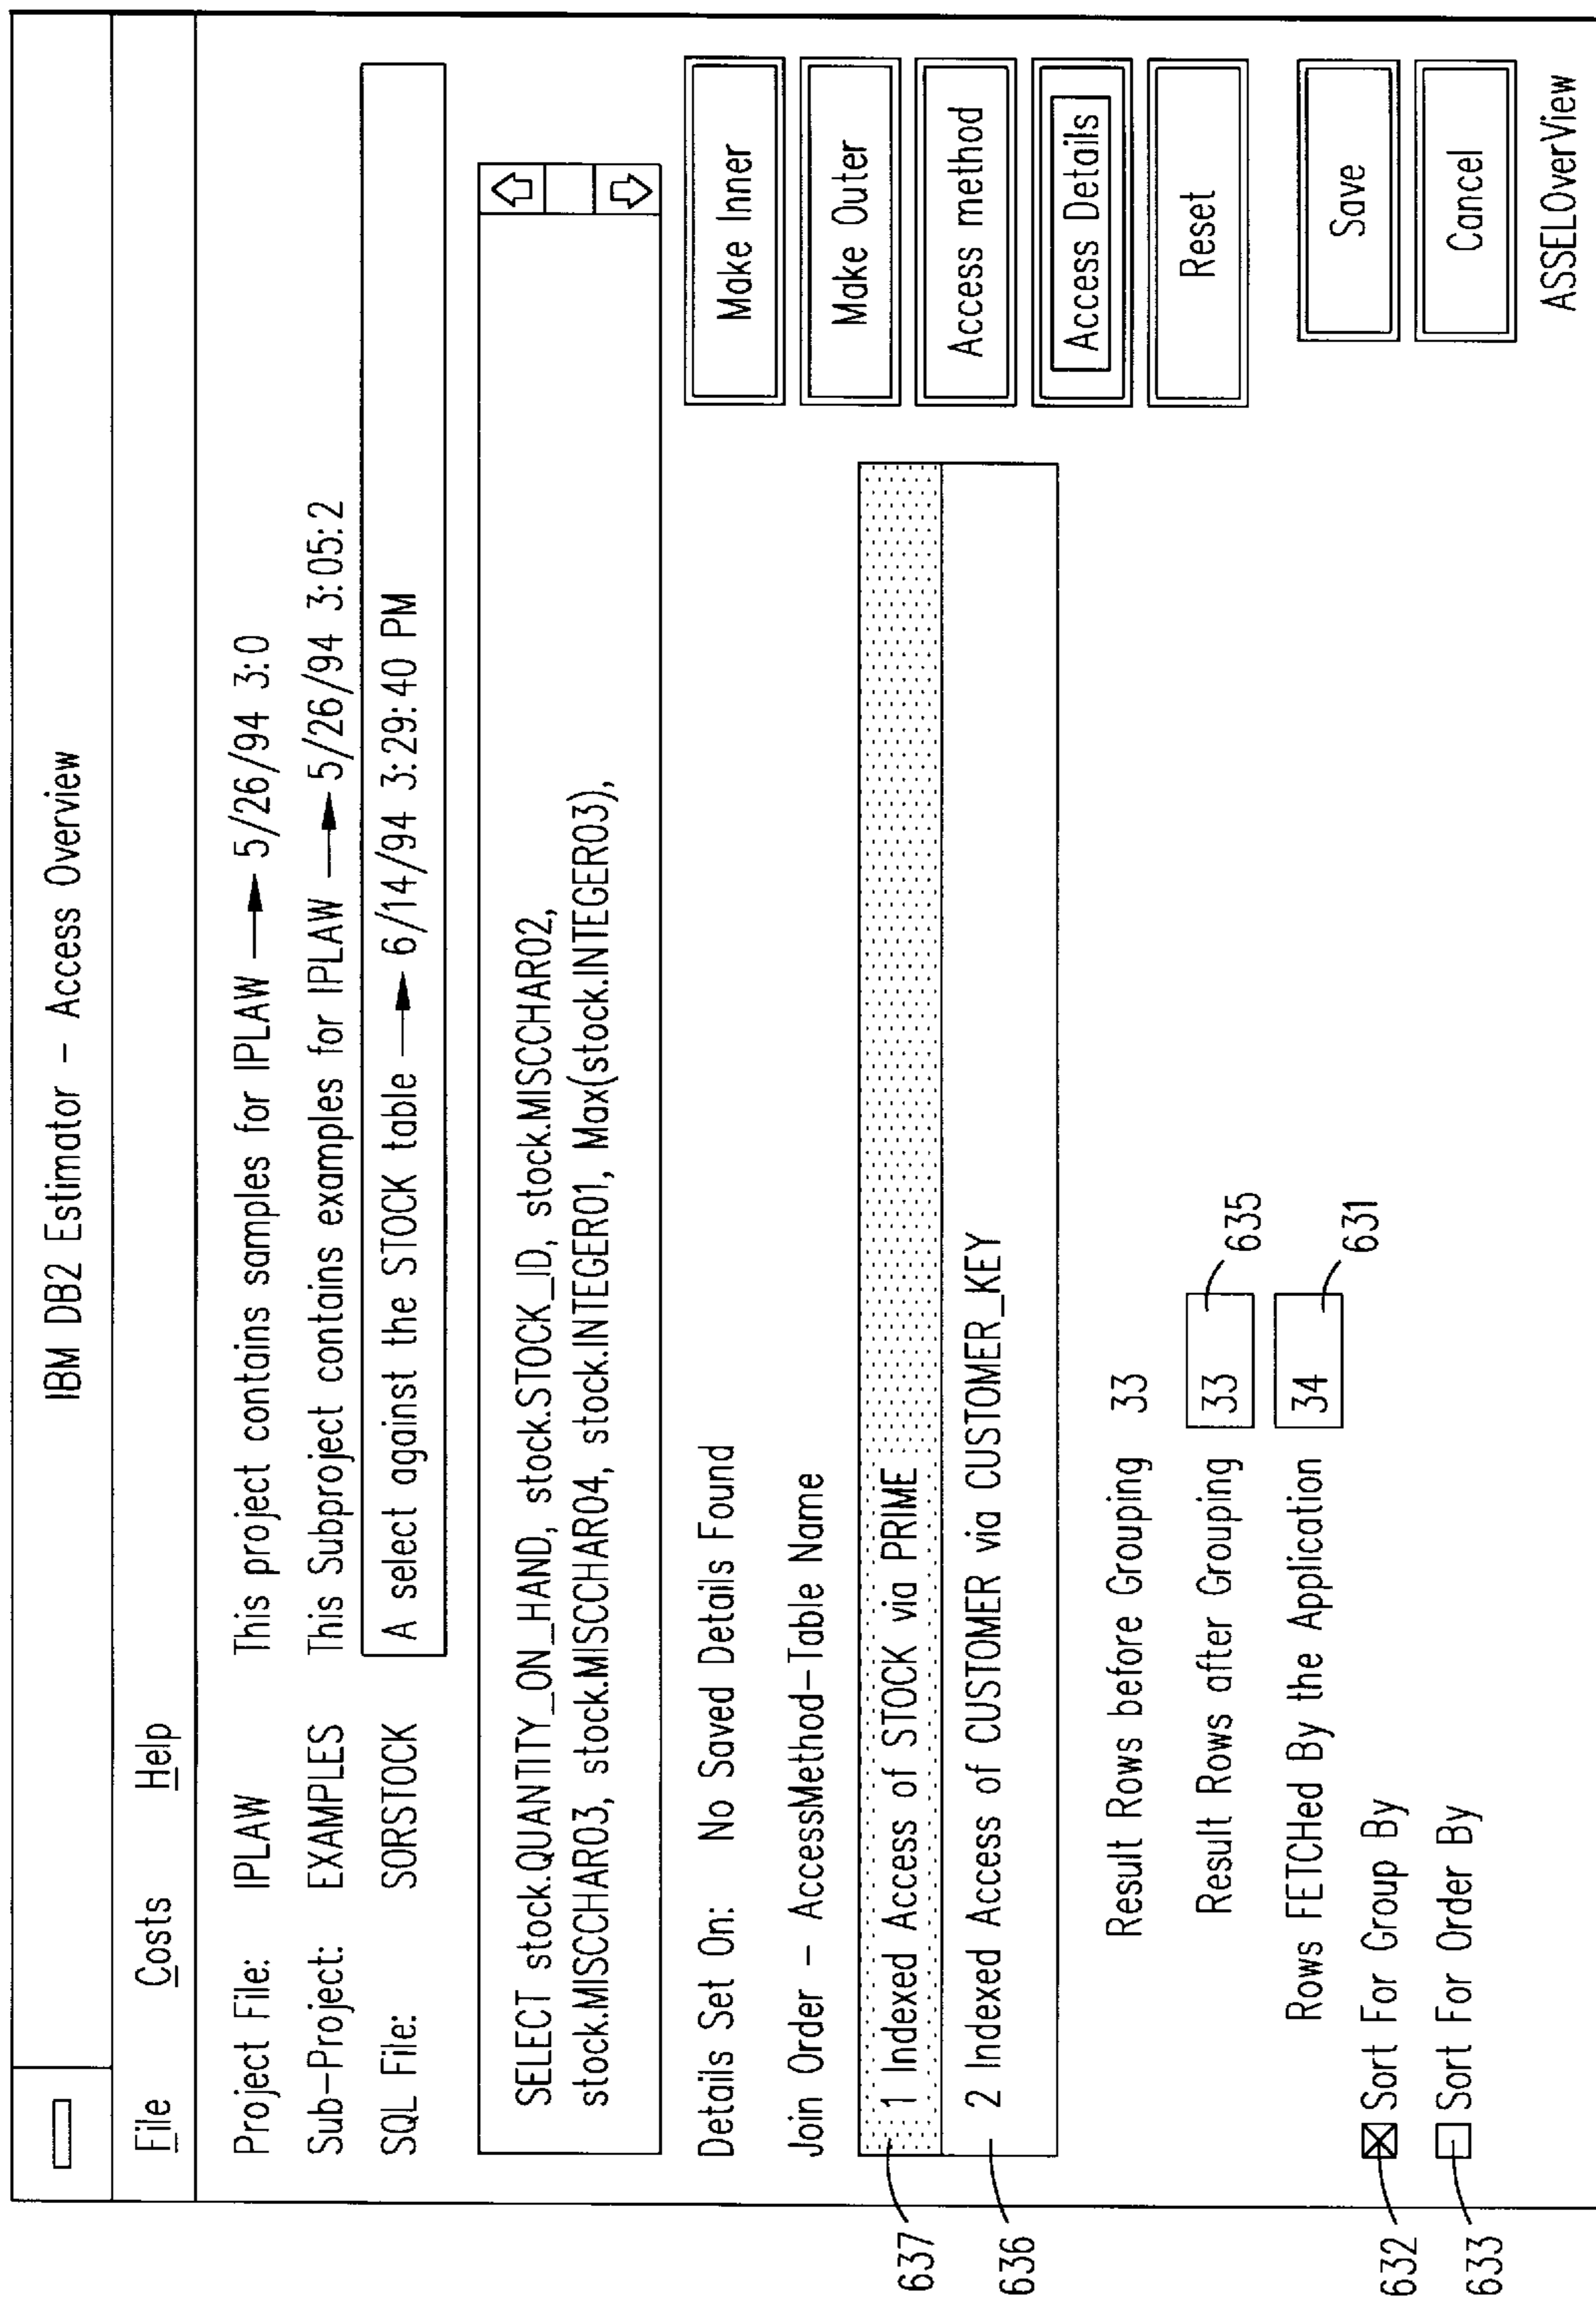 IBM DB2 Estimator - Access Overview
File Costs Help
Project File: IPLAW This project contains samples for IPLAW → 5/26/94 3:0
Sub-Project: EXAMPLES This Subproject contains examples for IPLAW → 5/26/94 3:05:2
SQL File: SORSTOCK A select against the STOCK table → 6/14/94 3:29:40 PM
SELECT stock.QUANTITY_ON_HAND, stock.STOCK_ID, stock.MISCCHAR02,
stock.MISCCHAR03, stock.MISCCHAR04, stock.INTEGER01, Max(stock.INTEGER03),
Details Set On: No Saved Details Found
Join Order - AccessMethod-Table Name
637 1 Indexed Access of STOCK via PRIME
636 2 Indexed Access of CUSTOMER via CUSTOMER_KEY
Make Inner
Make Outer
Access method
Access Details
Reset
Result Rows before Grouping 33
Result Rows after Grouping 33 635
Rows FETCHed By the Application 34 631
632 Sort For Group By
633 Sort For Order By
Save
Cancel
ASSELOverView